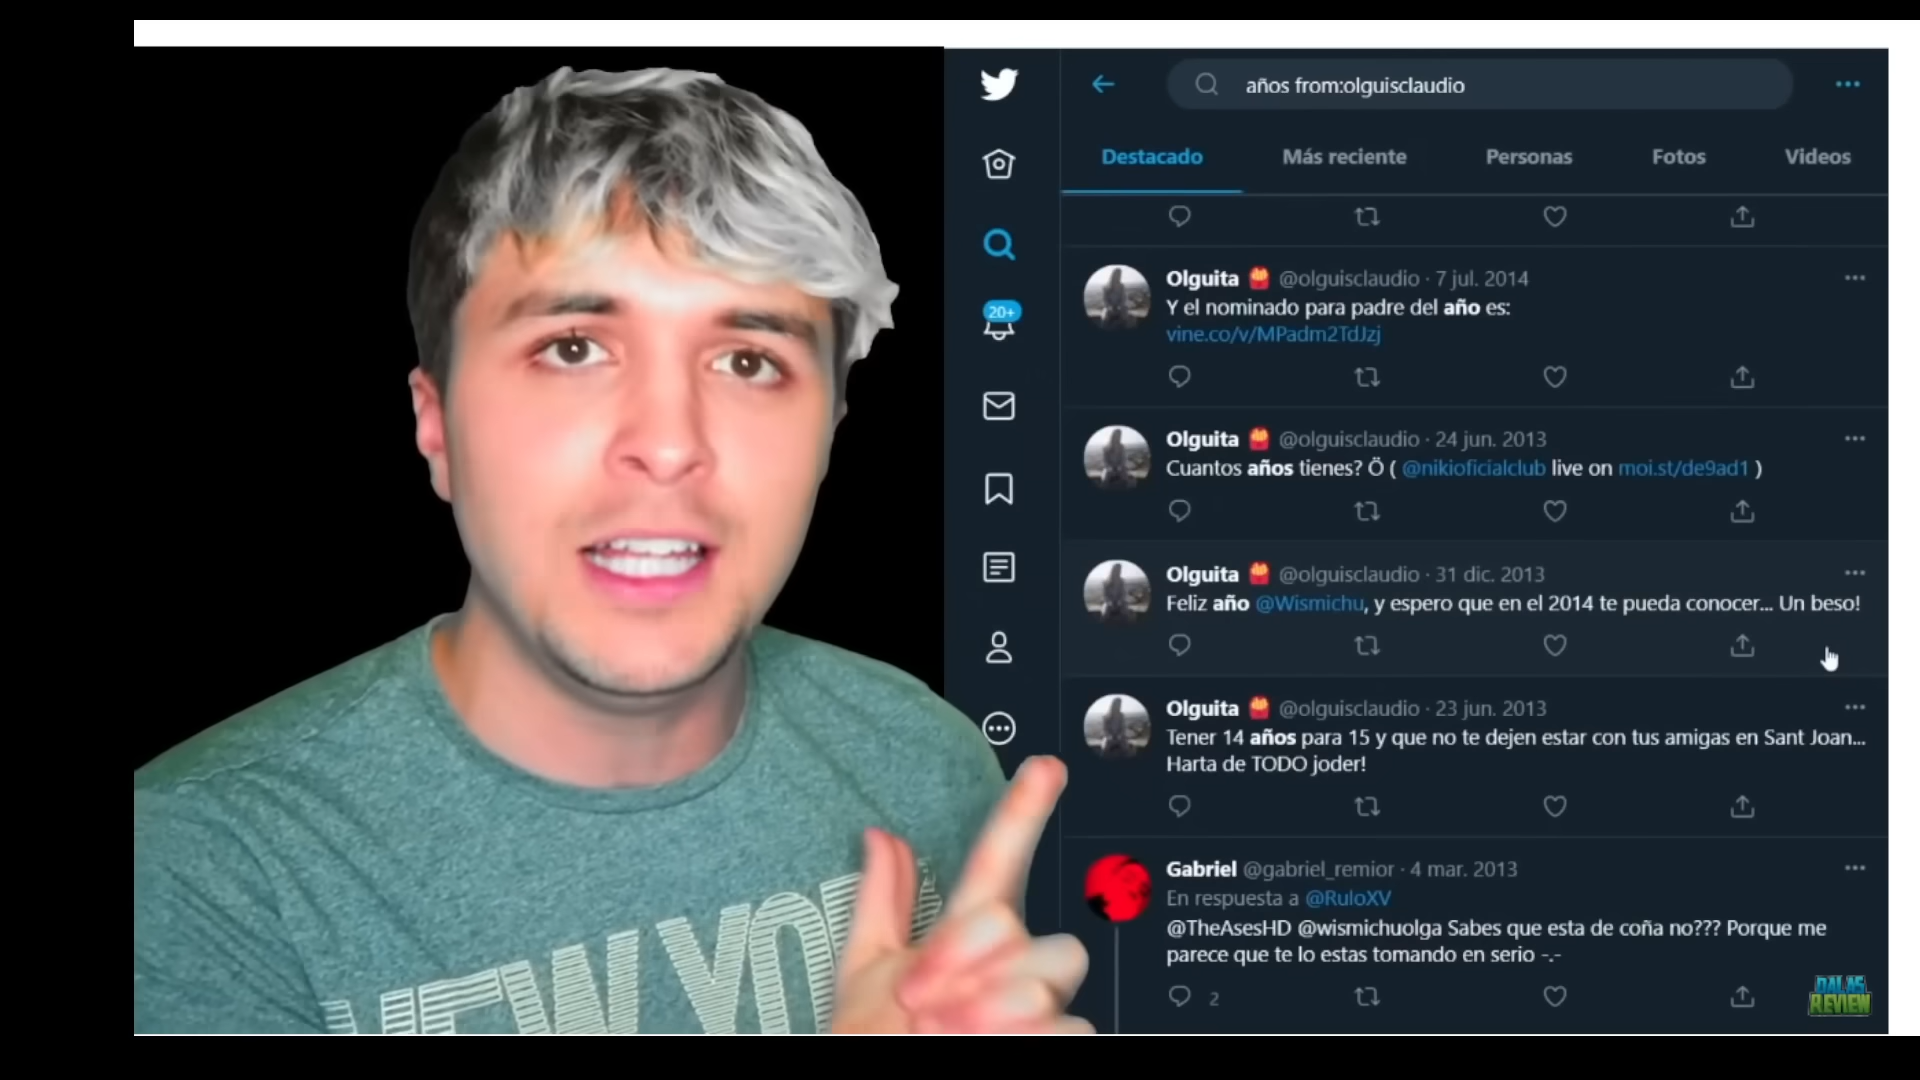 años from:olguisclaudio
Destacado
Más reciente
Personas
Fotos
Videos
20+
Olguita @olguisclaudio · 7 jul. 2014
Y el nominado para padre del año es:
vine.co/v/MPadm2TdJzj
Olguita @olguisclaudio · 24 jun. 2013
Cuantos años tienes? Ö ( @nikioficialclub live on moi.st/de9ad1 )
Olguita @olguisclaudio · 31 dic. 2013
Feliz año @Wismichu, y espero que en el 2014 te pueda conocer... Un beso!
Olguita @olguisclaudio · 23 jun. 2013
Tener 14 años para 15 y que no te dejen estar con tus amigas en Sant Joan...
Harta de TODO joder!
Gabriel @gabriel_remior · 4 mar. 2013
En respuesta a @RuloXV
@TheAsesHD @wismichuolga Sabes que esta de coña no??? Porque me
parece que te lo estas tomando en serio -.-
2
NEW YORK
DALAS
REVIEW